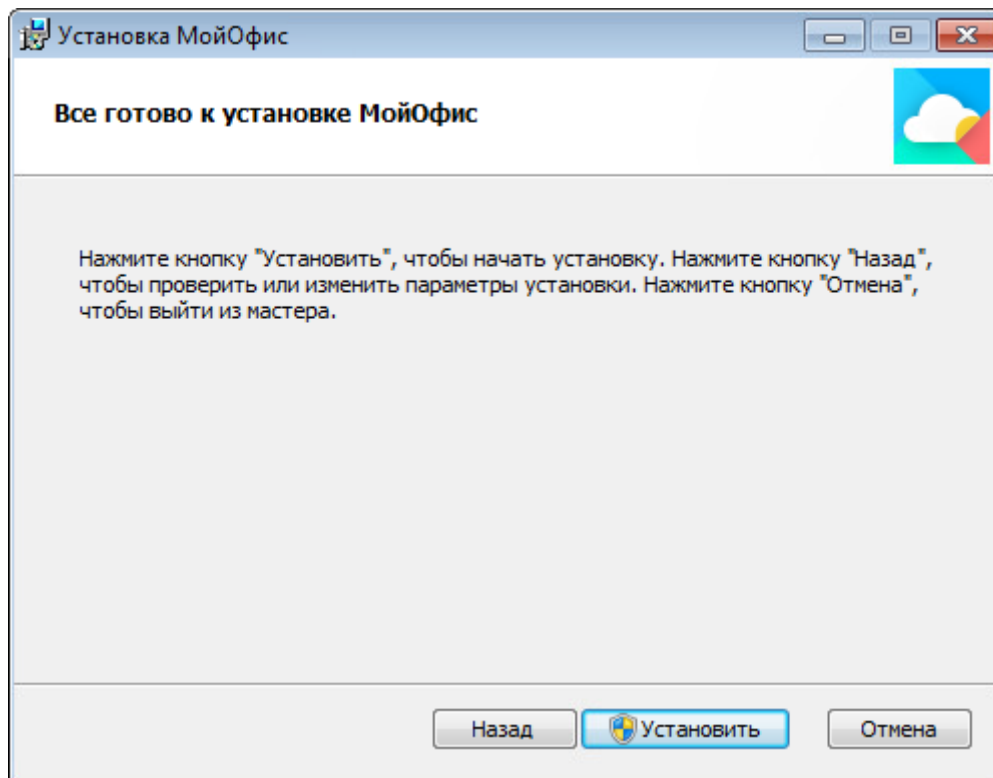 Установка МойОфис
Все готово к установке МойОфис
Нажмите кнопку "Установить", чтобы начать установку. Нажмите кнопку "Назад",
чтобы проверить или изменить параметры установки. Нажмите кнопку "Отмена",
чтобы выйти из мастера.
Назад
Установить
Отмена